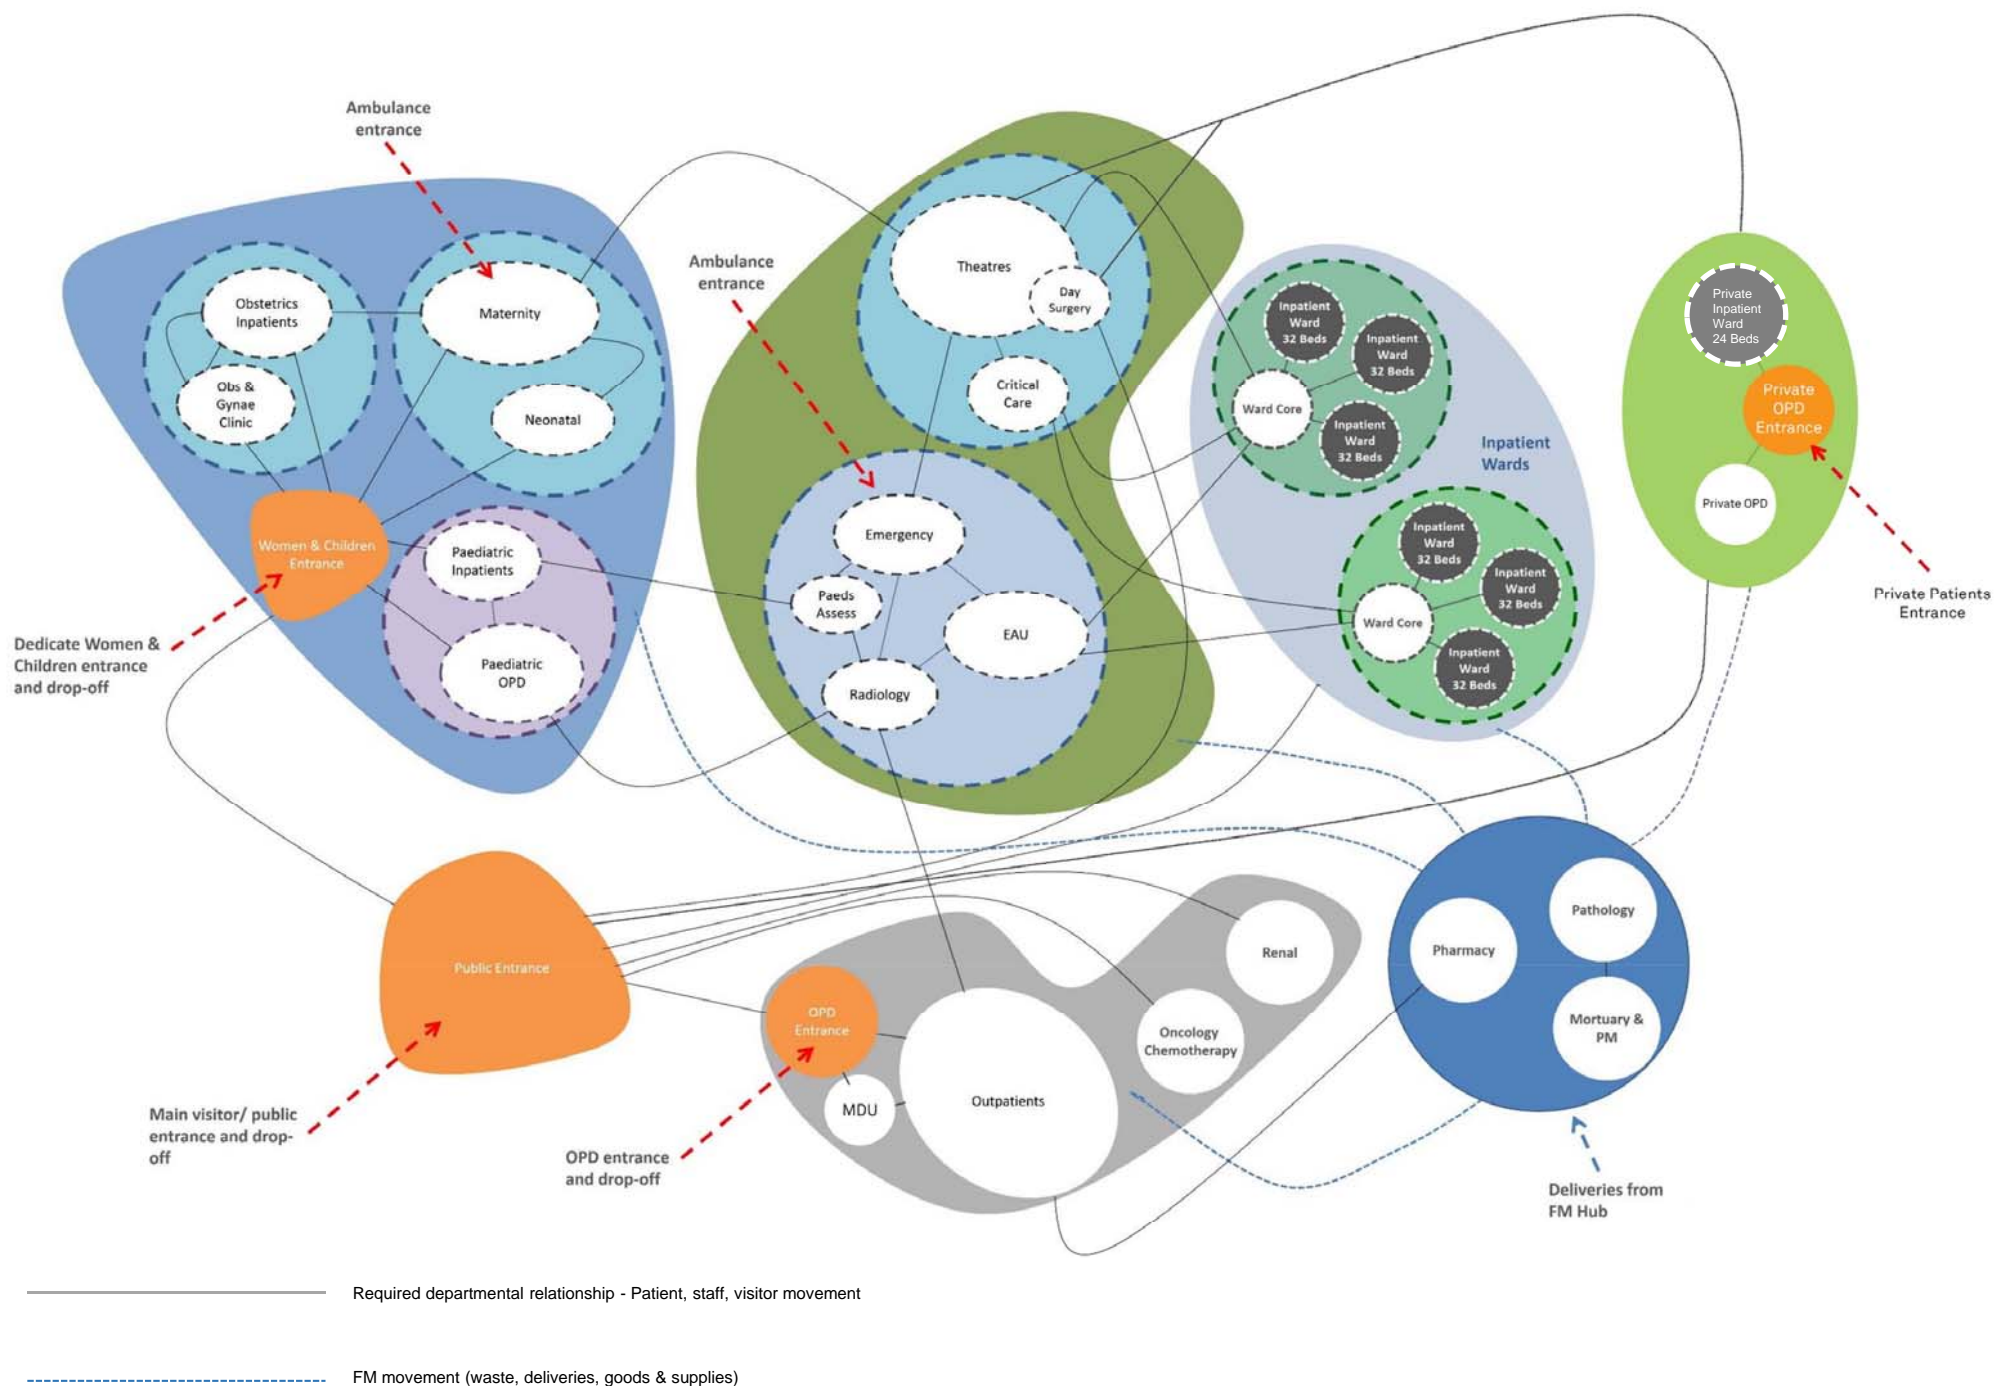 Ambulance
entrance
Obstetrics
Inpatients
Maternity
Obs &
Gynae
Clinic
Neonatal
Women & Children
Entrance
Paediatric
Inpatients
Paediatric
OPD
Dedicate Women &
Children entrance
and drop-off
Ambulance
entrance
Theatres
Day
Surgery
Critical
Care
Emergency
Paeds
Assess
EAU
Radiology
Inpatient
Ward
32 Beds
Inpatient
Ward
32 Beds
Ward Core
Inpatient
Ward
32 Beds
Inpatient
Wards
Inpatient
Ward
32 Beds
Inpatient
Ward
32 Beds
Ward Core
Inpatient
Ward
32 Beds
Private
Inpatient
Ward
24 Beds
Private
OPD
Entrance
Private OPD
Private Patients
Entrance
Public Entrance
Main visitor/ public
entrance and drop-
off
OPD
Entrance
MDU
Outpatients
Oncology
Chemotherapy
Renal
OPD entrance
and drop-off
Pharmacy
Pathology
Mortuary &
PM
Deliveries from
FM Hub
Required departmental relationship - Patient, staff, visitor movement
FM movement (waste, deliveries, goods & supplies)